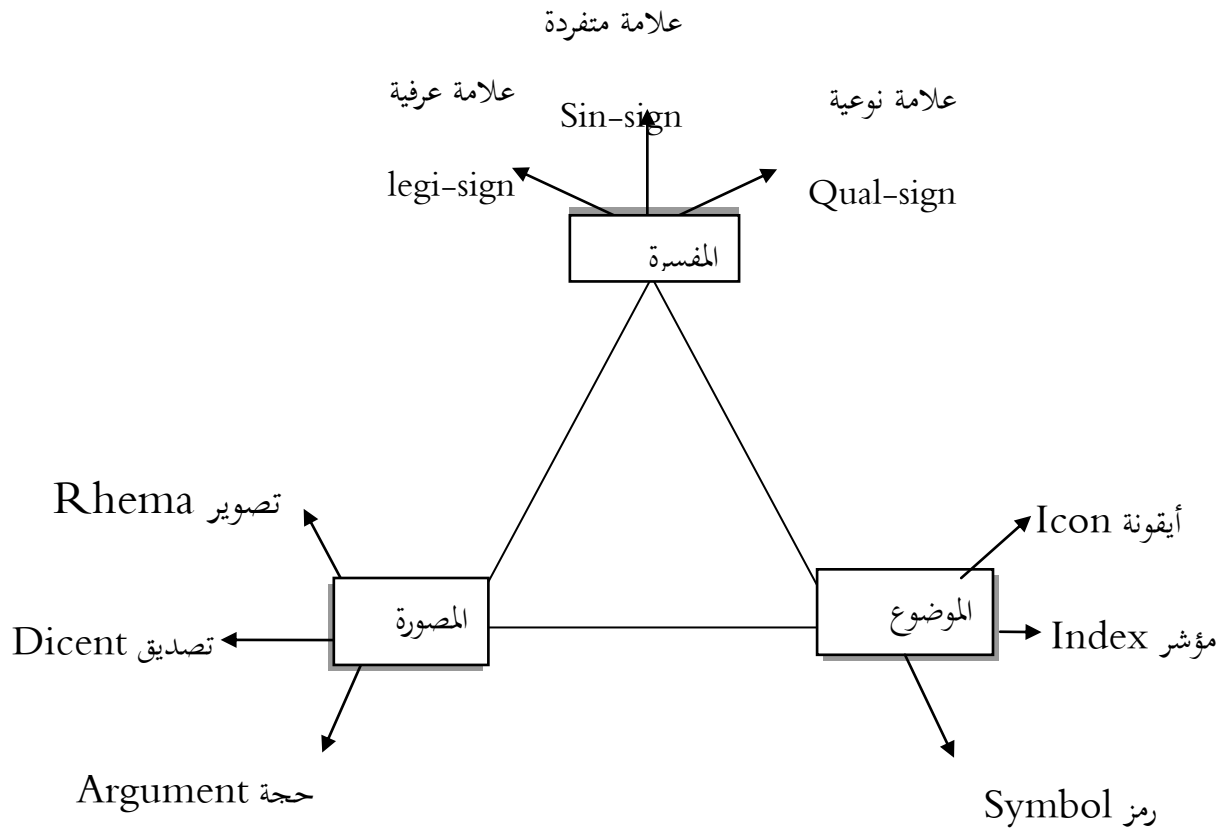 علامة متفردة
علامة عرفية
علامة نوعية
Sin-sign
legi-sign
Qual-sign
المفسرة
Rhema تصوير
Icon أيقونة
المصورة
الموضوع
Dicent تصديق
Index مؤشر
Argument حجة
Symbol رمز